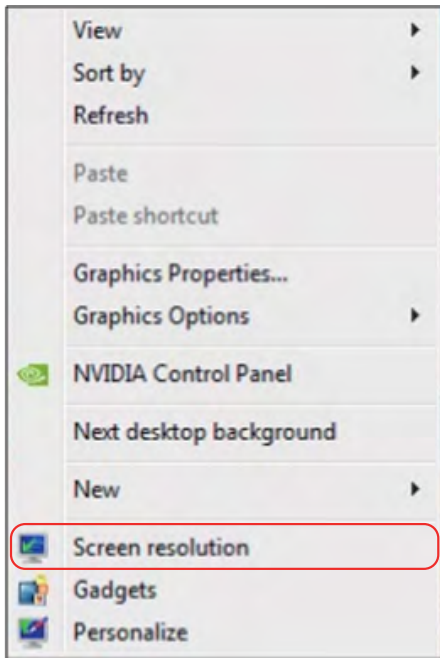 View
Sort by
Refresh
Paste
Paste shortcut
Graphics Properties...
Graphics Options
NVIDIA Control Panel
Next desktop background
New
Screen resolution
Gadgets
Personalize